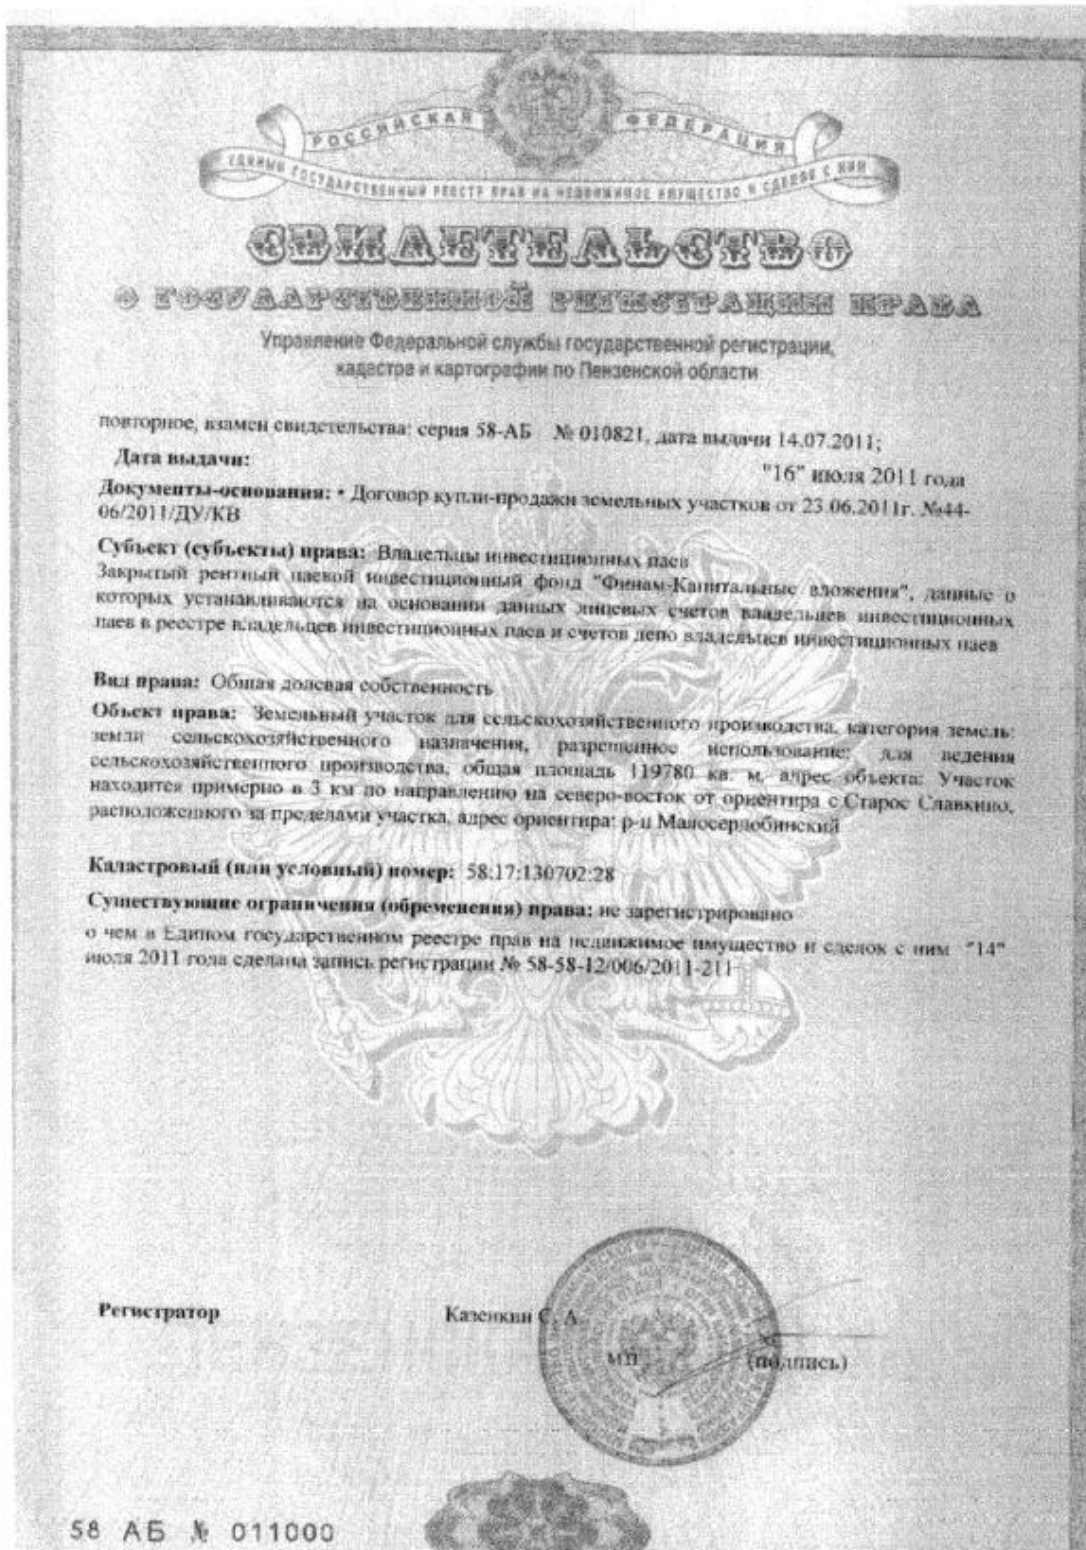 РОССИЙСКАЯ ФЕДЕРАЦИЯ
ЕДИНЫЙ ГОСУДАРСТВЕННЫЙ РЕЕСТР ПРАВ НА НЕДВИЖИМОЕ ИМУЩЕСТВО И СДЕЛОК С НИМ
СВИДЕТЕЛЬСТВО
О ГОСУДАРСТВЕННОЙ РЕГИСТРАЦИИ ПРАВА
Управление Федеральной службы государственной регистрации,
кадастра и картографии по Пензенской области
повторное, взамен свидетельства: серия 58-АБ № 010821, дата выдачи 14.07.2011;
Дата выдачи:
"16" июля 2011 года
Документы-основания: • Договор купли-продажи земельных участков от 23.06.2011г. №44-
06/2011/ДУ/КВ
Субъект (субъекты) права: Владельцы инвестиционных паев
Закрытый рентный паевой инвестиционный фонд "Финам-Капитальные вложения", данные о
которых устанавливаются на основании данных лицевых счетов владельцев инвестиционных
паев в реестре владельцев инвестиционных паев и счетов депо владельцев инвестиционных паев
Вид права: Общая долевая собственность
Объект права: Земельный участок для сельскохозяйственного производства, категория земель:
земли сельскохозяйственного назначения, разрешенное использование: для ведения
сельскохозяйственного производства, общая площадь 119780 кв. м, адрес объекта: Участок
находится примерно в 3 км по направлению на северо-восток от ориентира с Старое Славкино,
расположенного за пределами участка, адрес ориентира: р-н Малосердобинский
Кадастровый (или условный) номер: 58:17:130702:28
Существующие ограничения (обременения) права: не зарегистрировано
о чем в Едином государственном реестре прав на недвижимое имущество и сделок с ним "14"
июля 2011 года сделана запись регистрации № 58-58-12/006/2011-211
Регистратор
Казенкин С. А.
М.П.
(подпись)
58 АБ № 011000